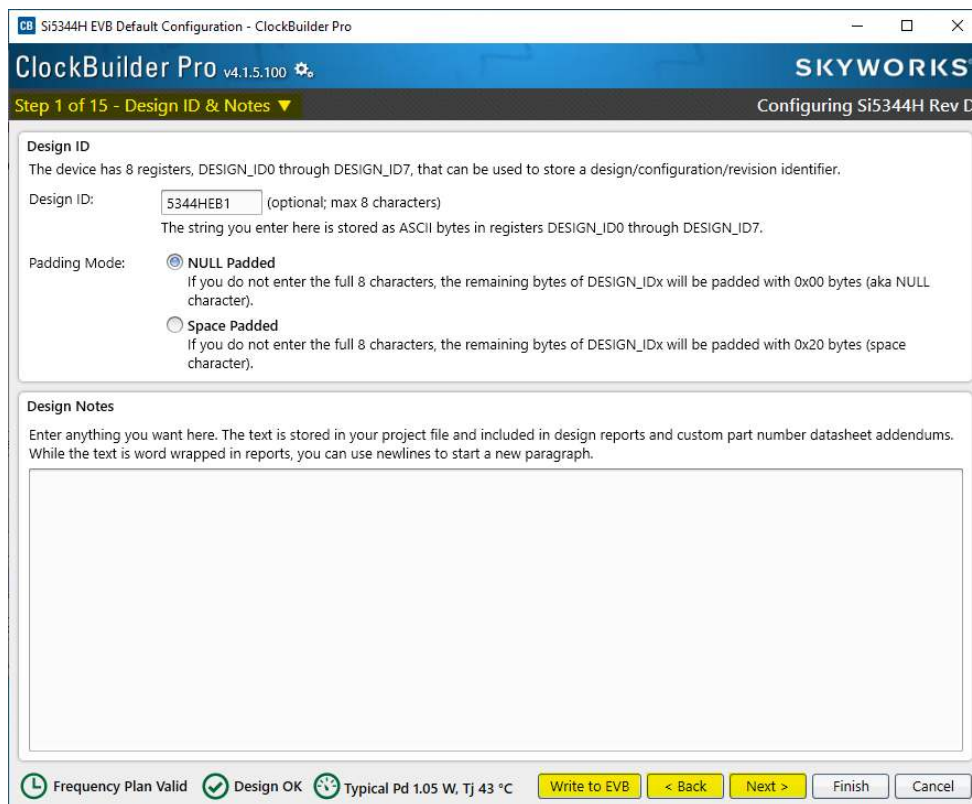 CB Si5344H EVB Default Configuration - ClockBuilder Pro
ClockBuilder Pro v4.1.5.100
SKYWORKS
Step 1 of 15 - Design ID & Notes ▼
Configuring Si5344H Rev D
Design ID
The device has 8 registers, DESIGN_ID0 through DESIGN_ID7, that can be used to store a design/configuration/revision identifier.
Design ID: 5344HEB1 (optional; max 8 characters)
The string you enter here is stored as ASCII bytes in registers DESIGN_ID0 through DESIGN_ID7.
Padding Mode: NULL Padded
If you do not enter the full 8 characters, the remaining bytes of DESIGN_IDx will be padded with 0x00 bytes (aka NULL
character).
Space Padded
If you do not enter the full 8 characters, the remaining bytes of DESIGN_IDx will be padded with 0x20 bytes (space
character).
Design Notes
Enter anything you want here. The text is stored in your project file and included in design reports and custom part number datasheet addendums.
While the text is word wrapped in reports, you can use newlines to start a new paragraph.
Frequency Plan Valid Design OK Typical Pd 1.05 W, Tj 43 °C Write to EVB < Back Next > Finish Cancel